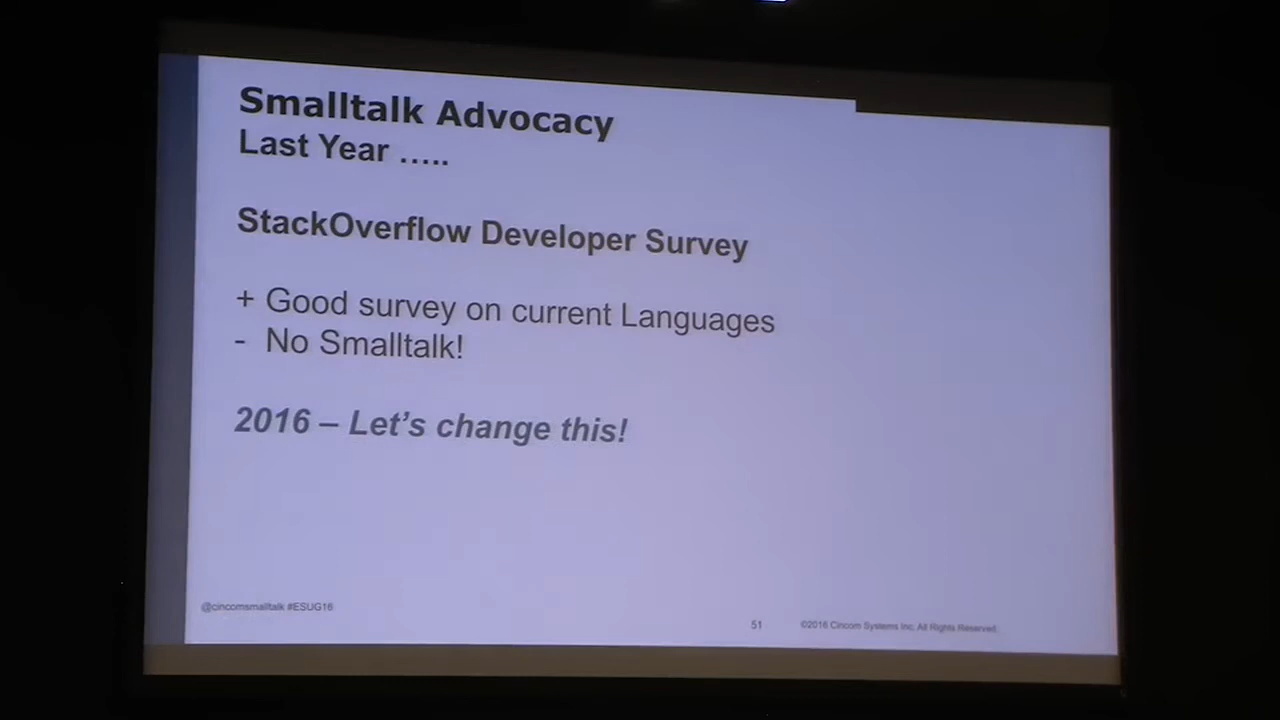 Smalltalk Advocacy
Last Year .....
StackOverflow Developer Survey
+ Good survey on current Languages
- No Smalltalk!
2016 – Let's change this!
@cincomsmalltalk #ESUG16
51
©2016 Cincom Systems Inc. All Rights Reserved.